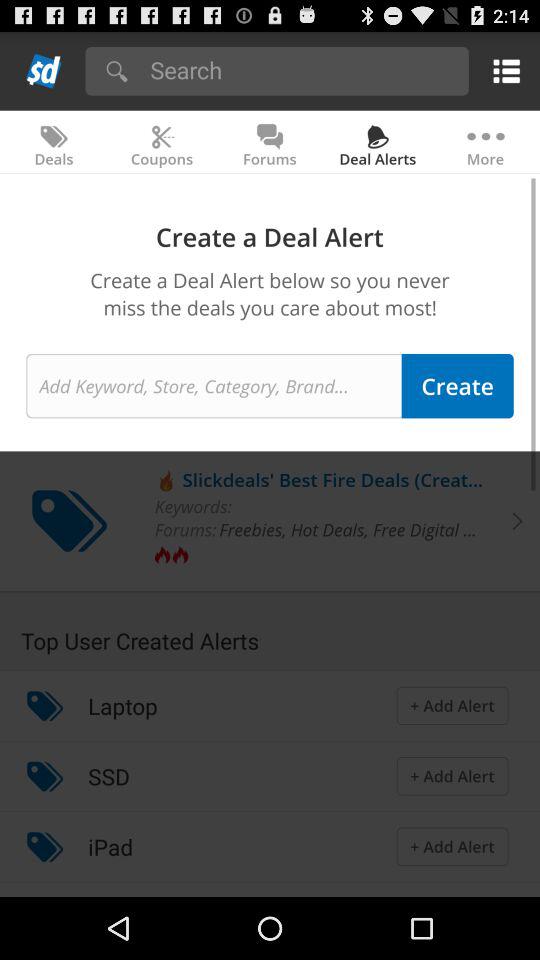 2:14
$d
Search
Deals Coupons Forums Deal Alerts More
Create a Deal Alert
Create a Deal Alert below so you never
miss the deals you care about most!
Add Keyword, Store, Category, Brand...
Create
Slickdeals' Best Fire Deals (Creat...
Keywords:
Forums: Freebies, Hot Deals, Free Digital ...
Top User Created Alerts
Laptop + Add Alert
SSD + Add Alert
iPad + Add Alert